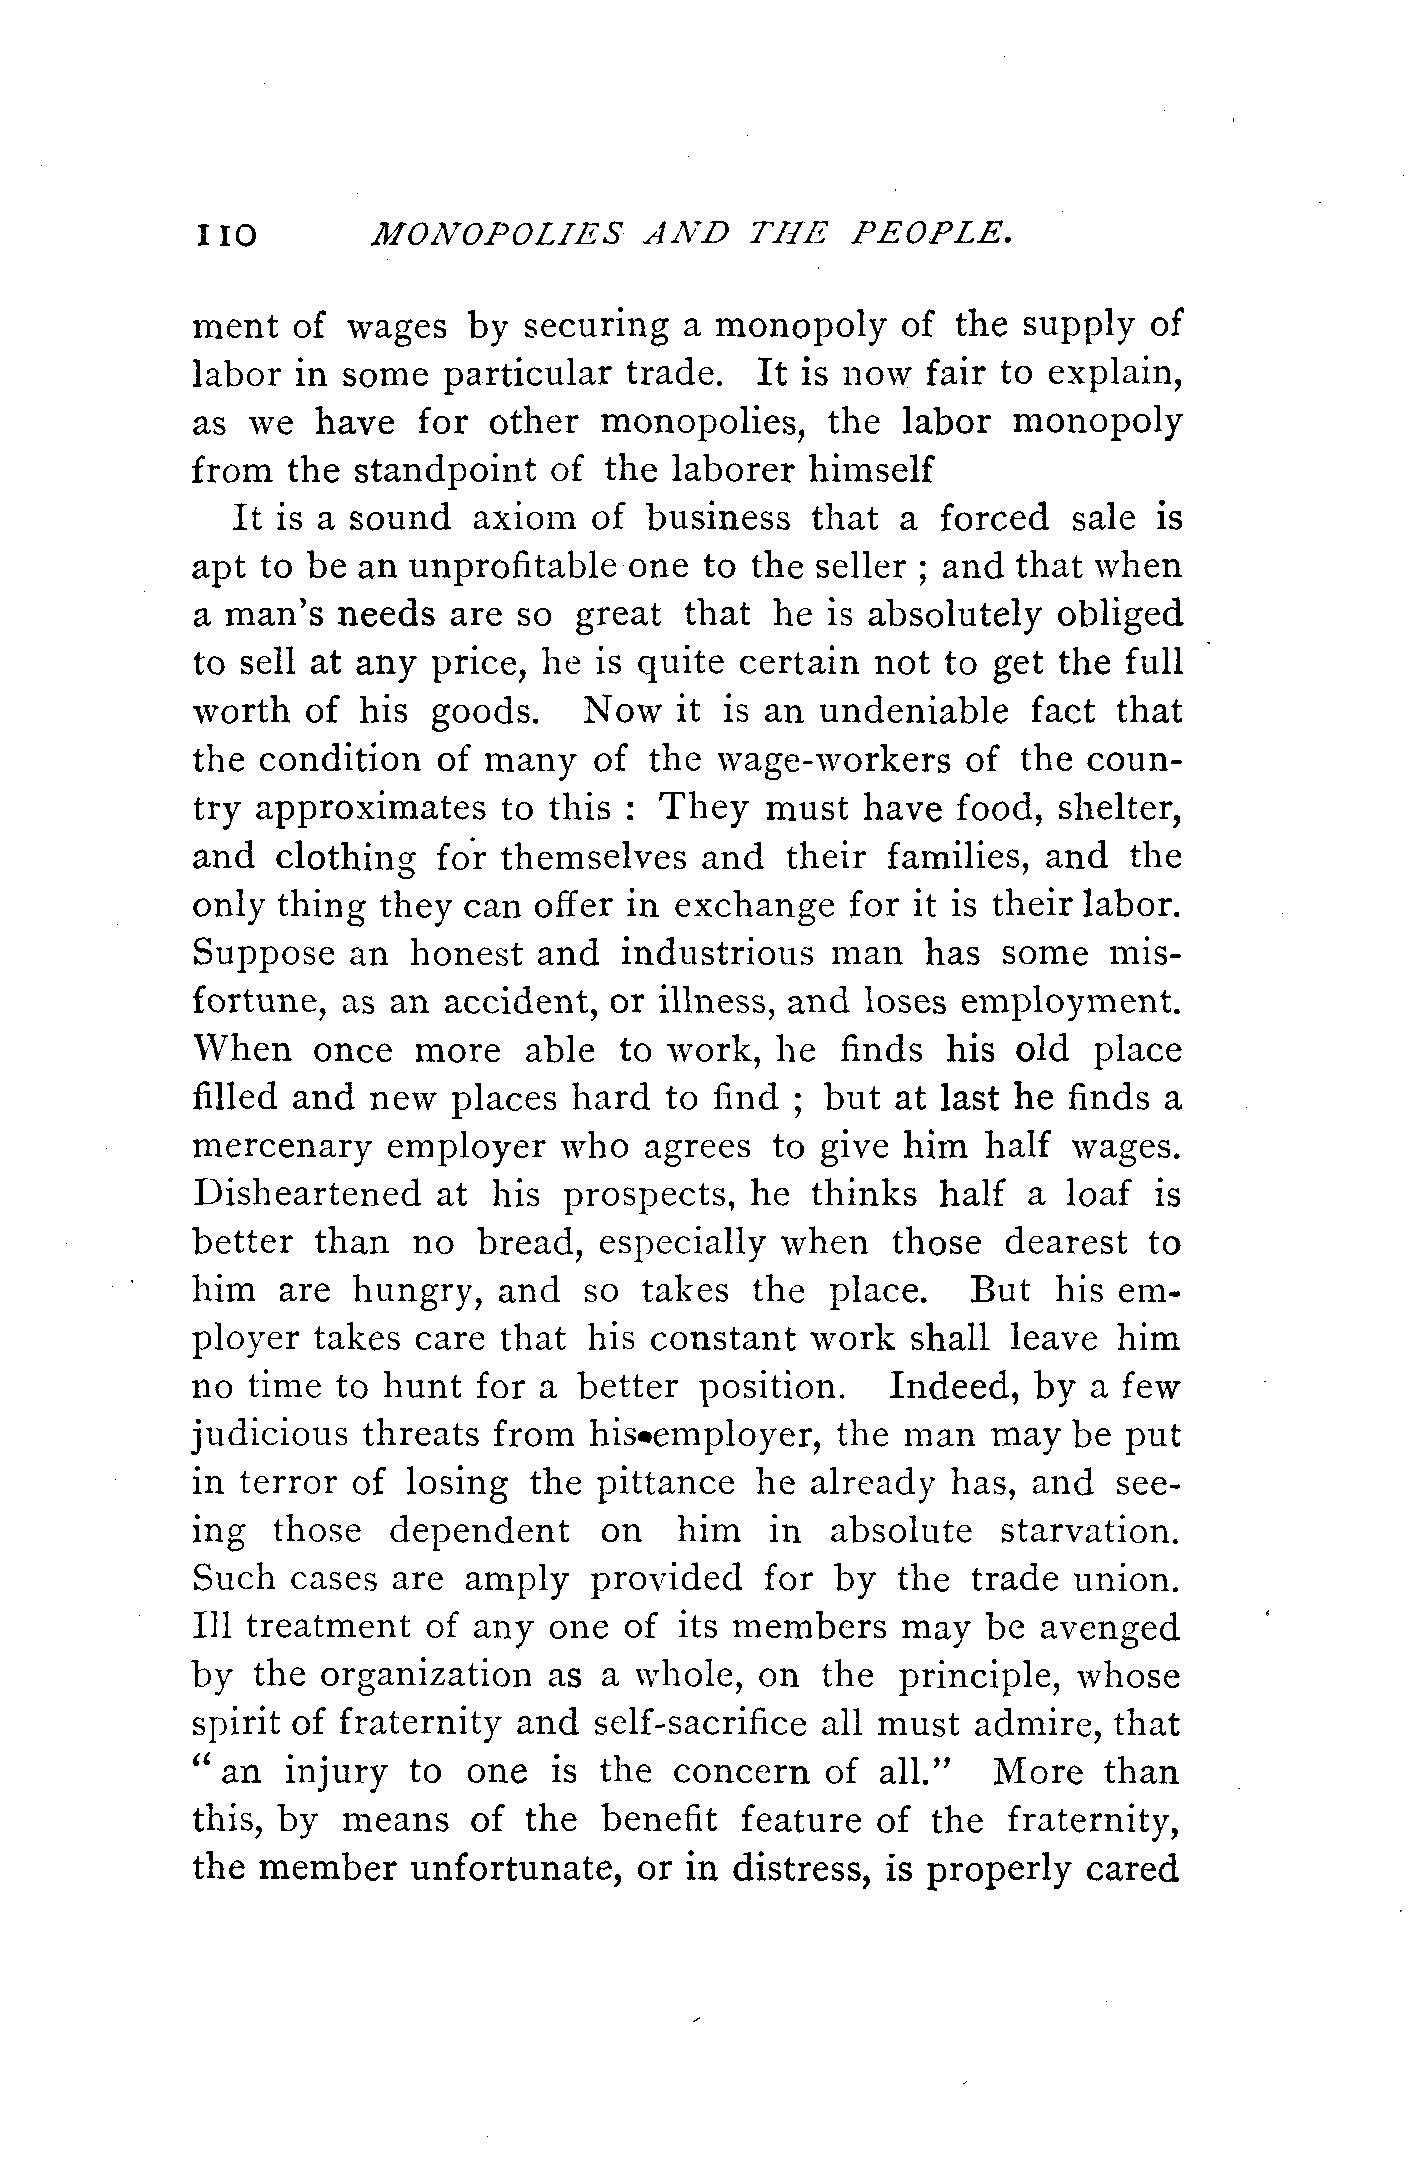 110 MONOPOLIES AND THE PEOPLE.
ment of wages by securing a monopoly of the supply of
labor in some particular trade. It is now fair to explain,
as we have for other monopolies, the labor monopoly
from the standpoint of the laborer himself
It is a sound axiom of business that a forced sale is
apt to be an unprofitable one to the seller ; and that when
a man's needs are so great that he is absolutely obliged
to sell at any price, he is quite certain not to get the full
worth of his goods. Now it is an undeniable fact that
the condition of many of the wage-workers of the coun-
try approximates to this : They must have food, shelter,
and clothing for themselves and their families, and the
only thing they can offer in exchange for it is their labor.
Suppose an honest and industrious man has some mis-
fortune, as an accident, or illness, and loses employment.
When once more able to work, he finds his old place
filled and new places hard to find ; but at last he finds a
mercenary employer who agrees to give him half wages.
Disheartened at his prospects, he thinks half a loaf is
better than no bread, especially when those dearest to
him are hungry, and so takes the place. But his em-
ployer takes care that his constant work shall leave him
no time to hunt for a better position. Indeed, by a few
judicious threats from his employer, the man may be put
in terror of losing the pittance he already has, and see-
ing those dependent on him in absolute starvation.
Such cases are amply provided for by the trade union.
Ill treatment of any one of its members may be avenged
by the organization as a whole, on the principle, whose
spirit of fraternity and self-sacrifice all must admire, that
“ an injury to one is the concern of all.” More than
this, by means of the benefit feature of the fraternity,
the member unfortunate, or in distress, is properly cared